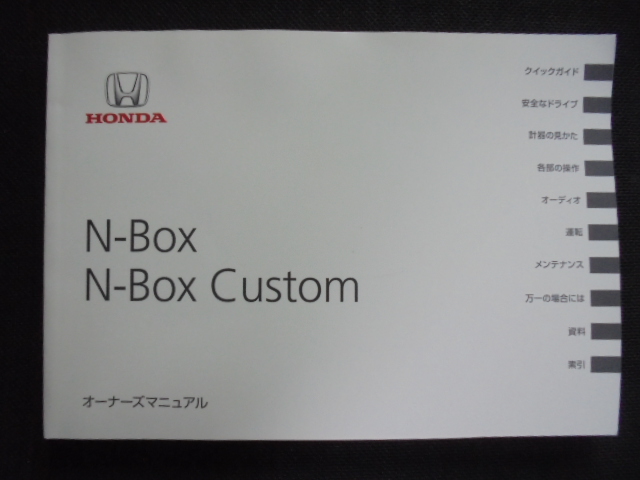 HONDA
N-Box
N-Box Custom
オーナーズマニュアル
クイックガイド
安全なドライブ
計器の見かた
各部の操作
オーディオ
運転
メンテナンス
万一の場合には
資料
索引